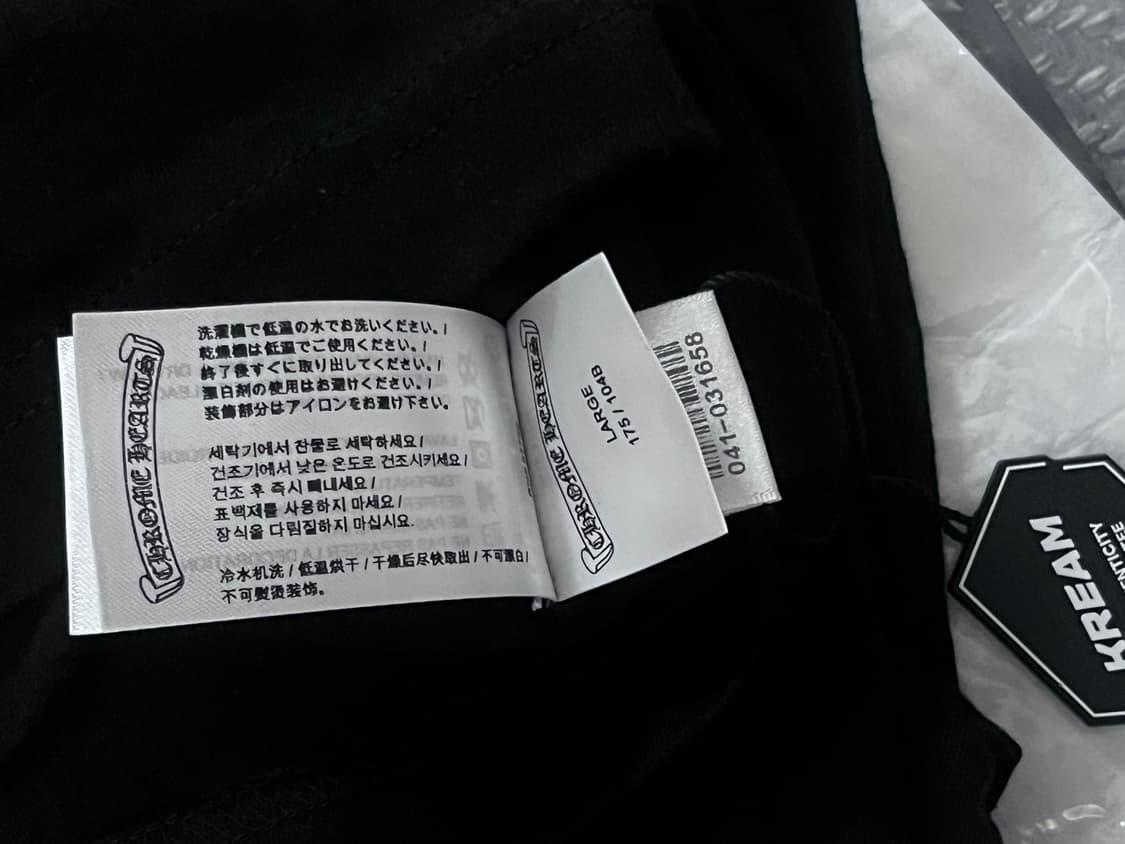 CHROME HEARTS
洗濯機で低温の水でお洗いください。/
乾燥機は低温でご使用ください。/
終了後すぐに取り出してください。/
漂白剤の使用はお避けください。/
装飾部分はアイロンをお避け下さい。
세탁기에서 찬물로 세탁하세요/
건조기에서 낮은 온도로 건조시키세요/
건조 후 즉시 빼내세요/
표백제를 사용하지 마세요/
장식을 다림질하지 마십시요.
冷水机洗/低温烘干/干燥后尽快取出/不可漂白/
不可熨烫装饰。
CHROME HEARTS
LARGE
175/104B
041-031658
KREAM